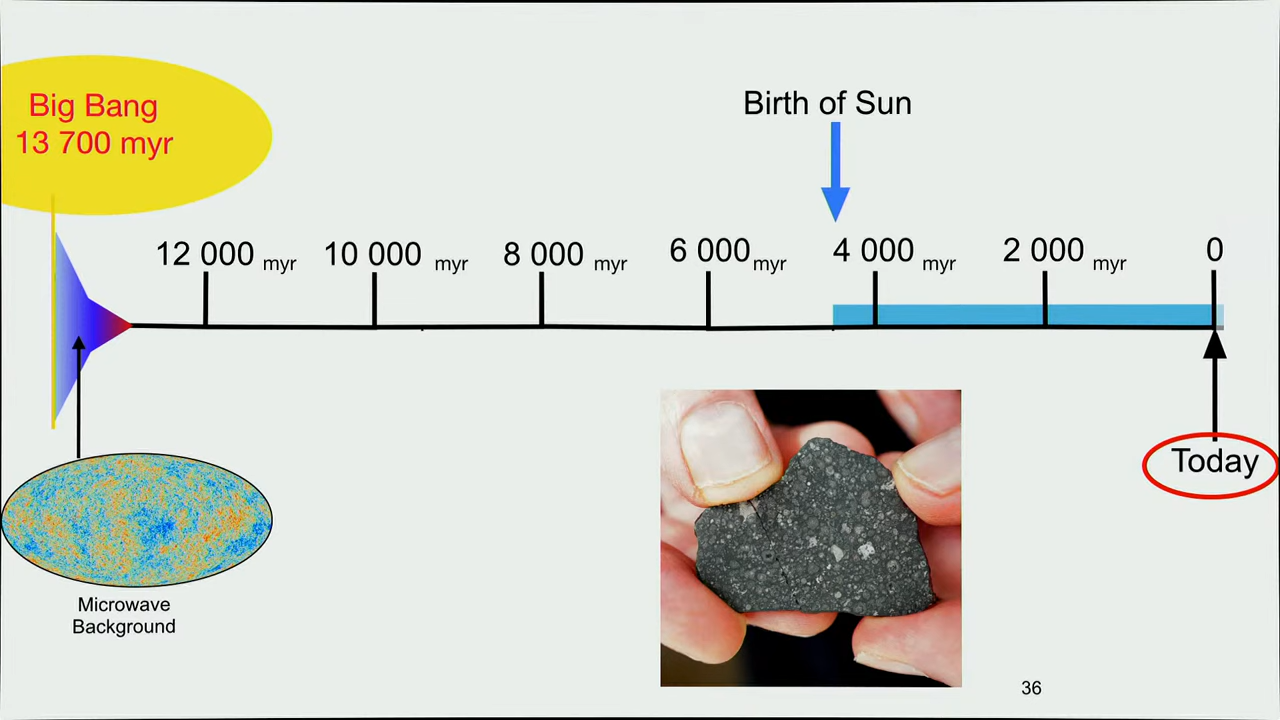 Big Bang
13 700 myr
Birth of Sun
12 000 myr
10 000 myr
8 000 myr
6 000 myr
4 000 myr
2 000 myr
0
Today
Microwave
Background
36